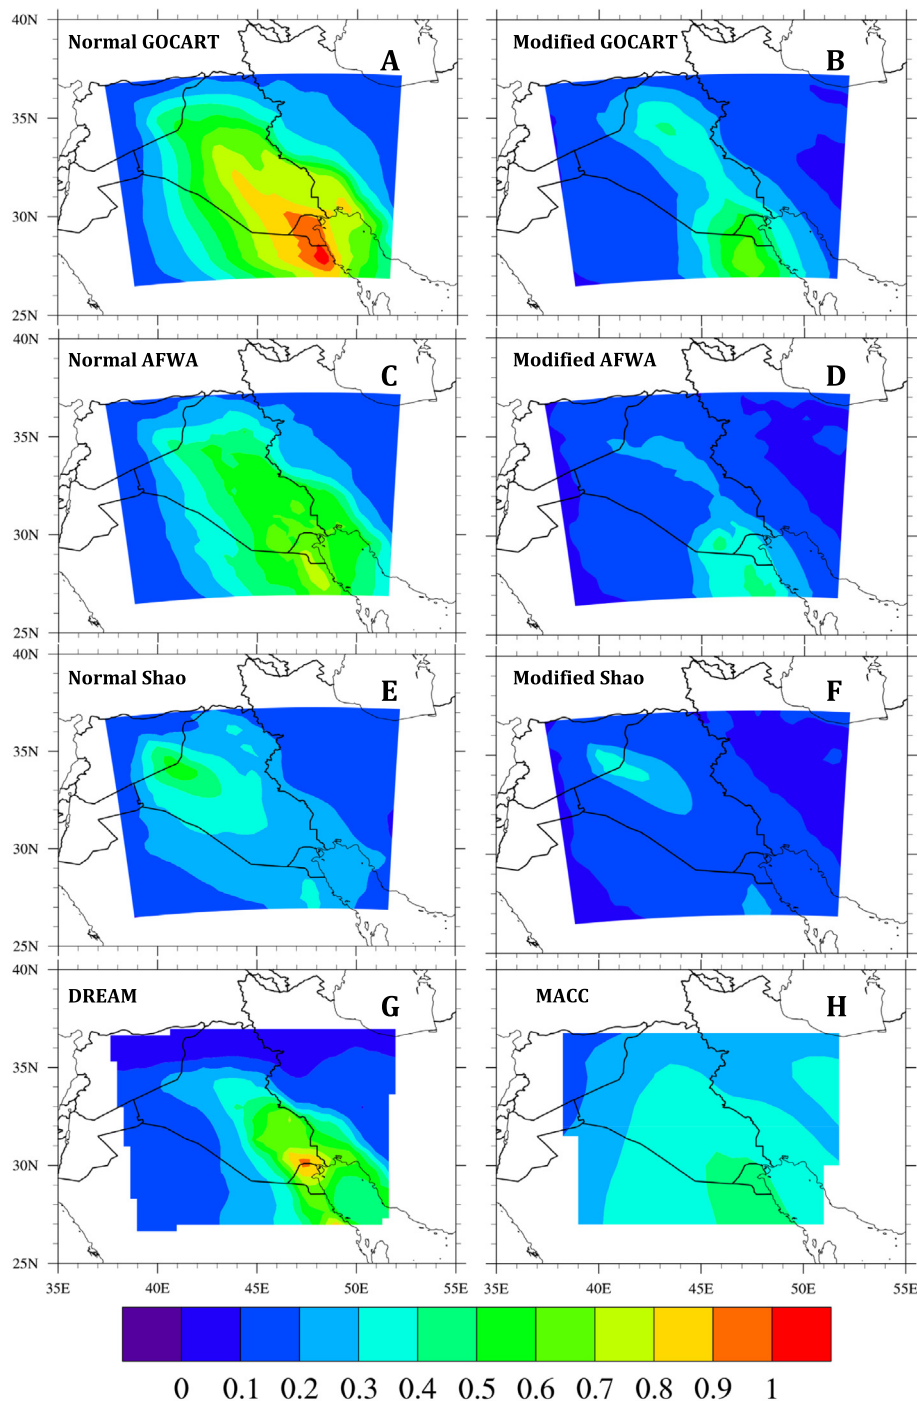 40N
Normal GOCART
A
Modified GOCART
B
35N
30N
25N
40N
Normal AFWA
C
Modified AFWA
D
35N
30N
25N
40N
Normal Shao
E
Modified Shao
F
35N
30N
25N
40N
DREAM
G
MACC
H
35N
30N
25N
35E 40E 45E 50E 55E 35E 40E 45E 50E 55E
0 0.1 0.2 0.3 0.4 0.5 0.6 0.7 0.8 0.9 1